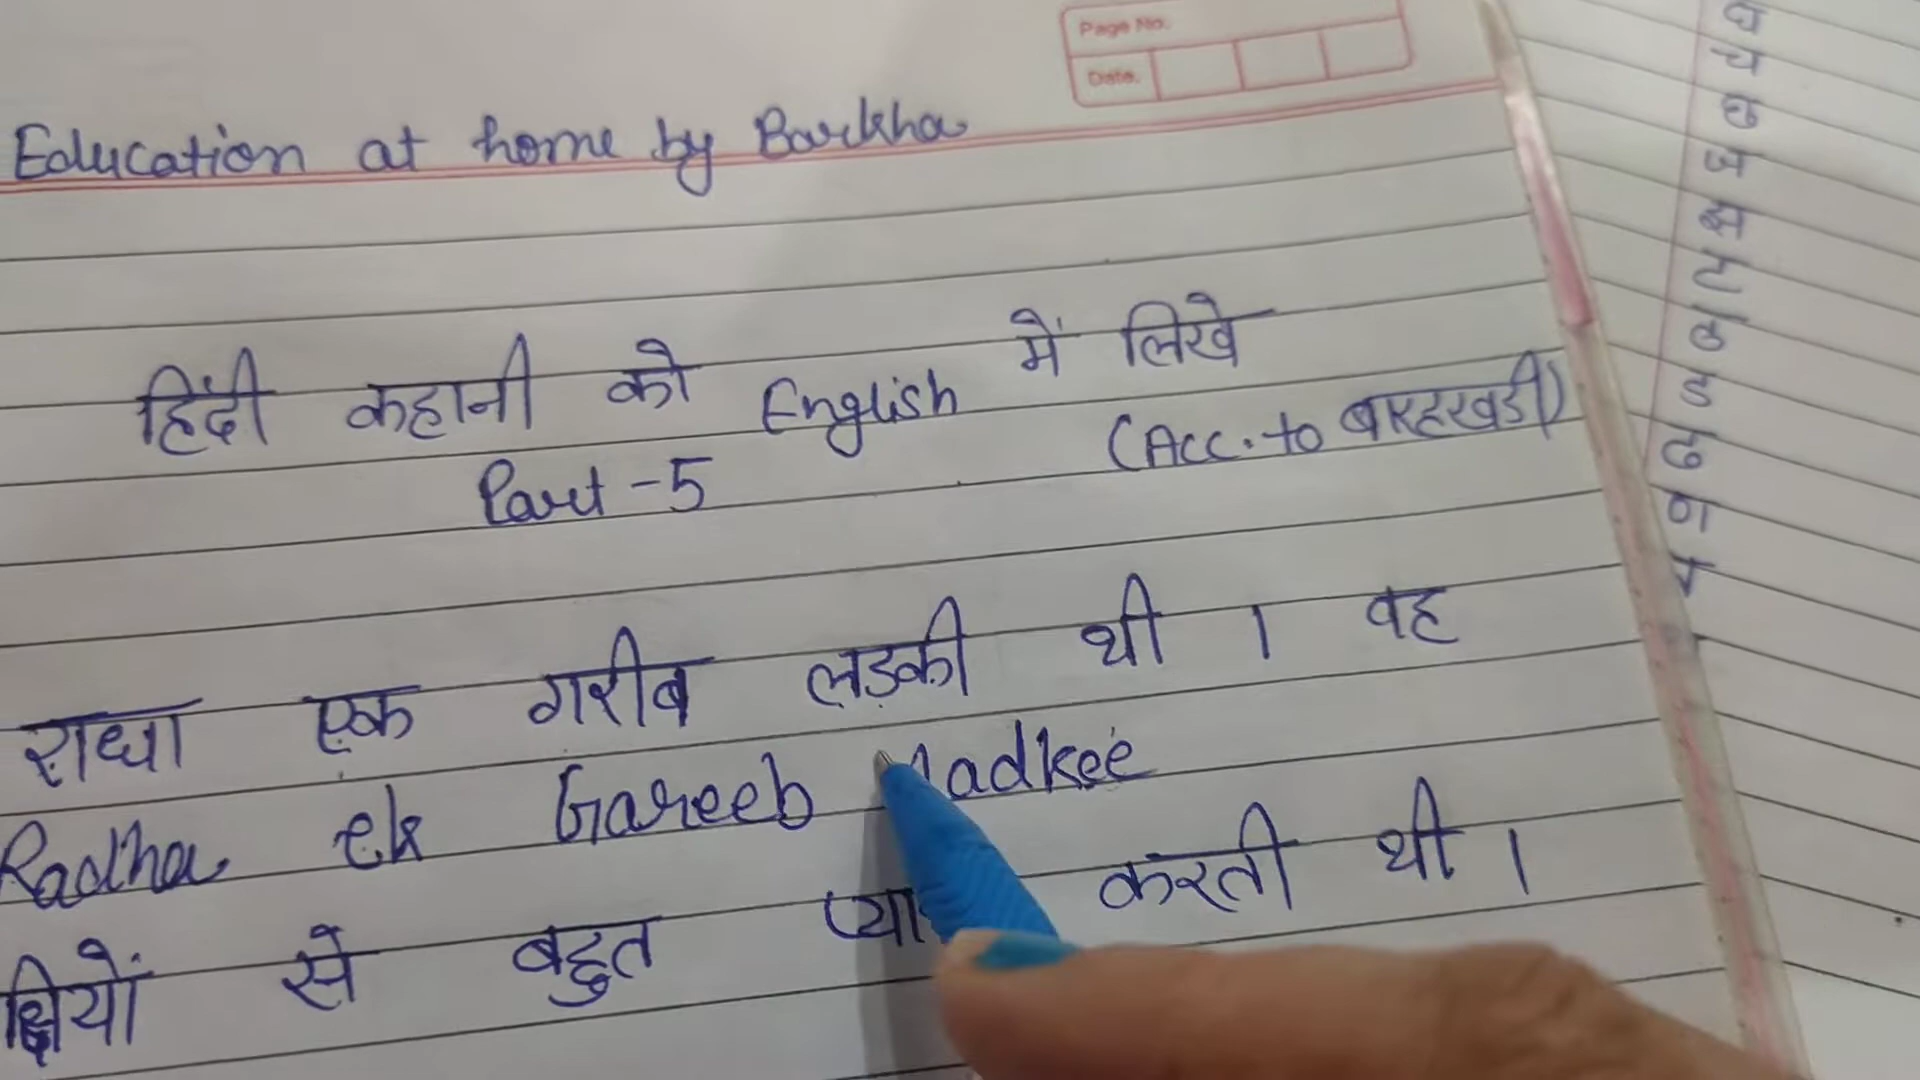 Page No.
Date.
Education at home by Barkha
हिंदी कहानी को English में लिखे
Part - 5 (Acc. to बारहखडी)
राधा एक गरीब लड़की थी । वह
Radha ek Gareeb ladkee
क्षियों से बहुत करती थी ।
घ
च
छ
ज
झ
ट
ठ
ड
ढ
ण